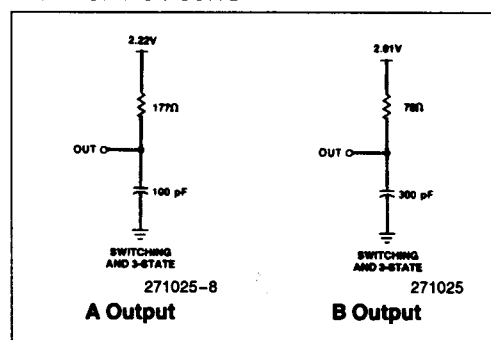 2.22V
177Ω
OUT
100 pF
SWITCHING
AND 3-STATE
271025-8
A Output
2.01V
78Ω
OUT
300 pF
SWITCHING
AND 3-STATE
271025
B Output